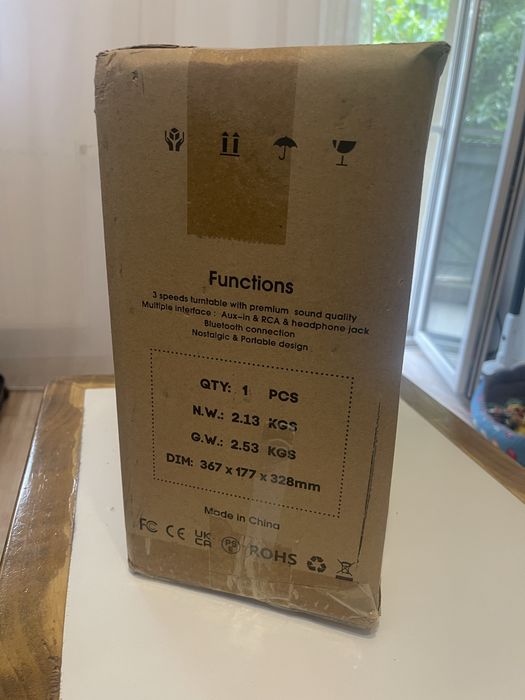 Functions
3 speeds turntable with premium sound quality
Multiple interface : Aux-in & RCA & headphone jack
Bluetooth connection
Nostalgic & Portable design
QTY: 1 PCS
N.W.: 2.13 KGS
G.W.: 2.53 KGS
DIM: 367 x 177 x 328mm
Made in China
FC CE UK CA PS E ROHS